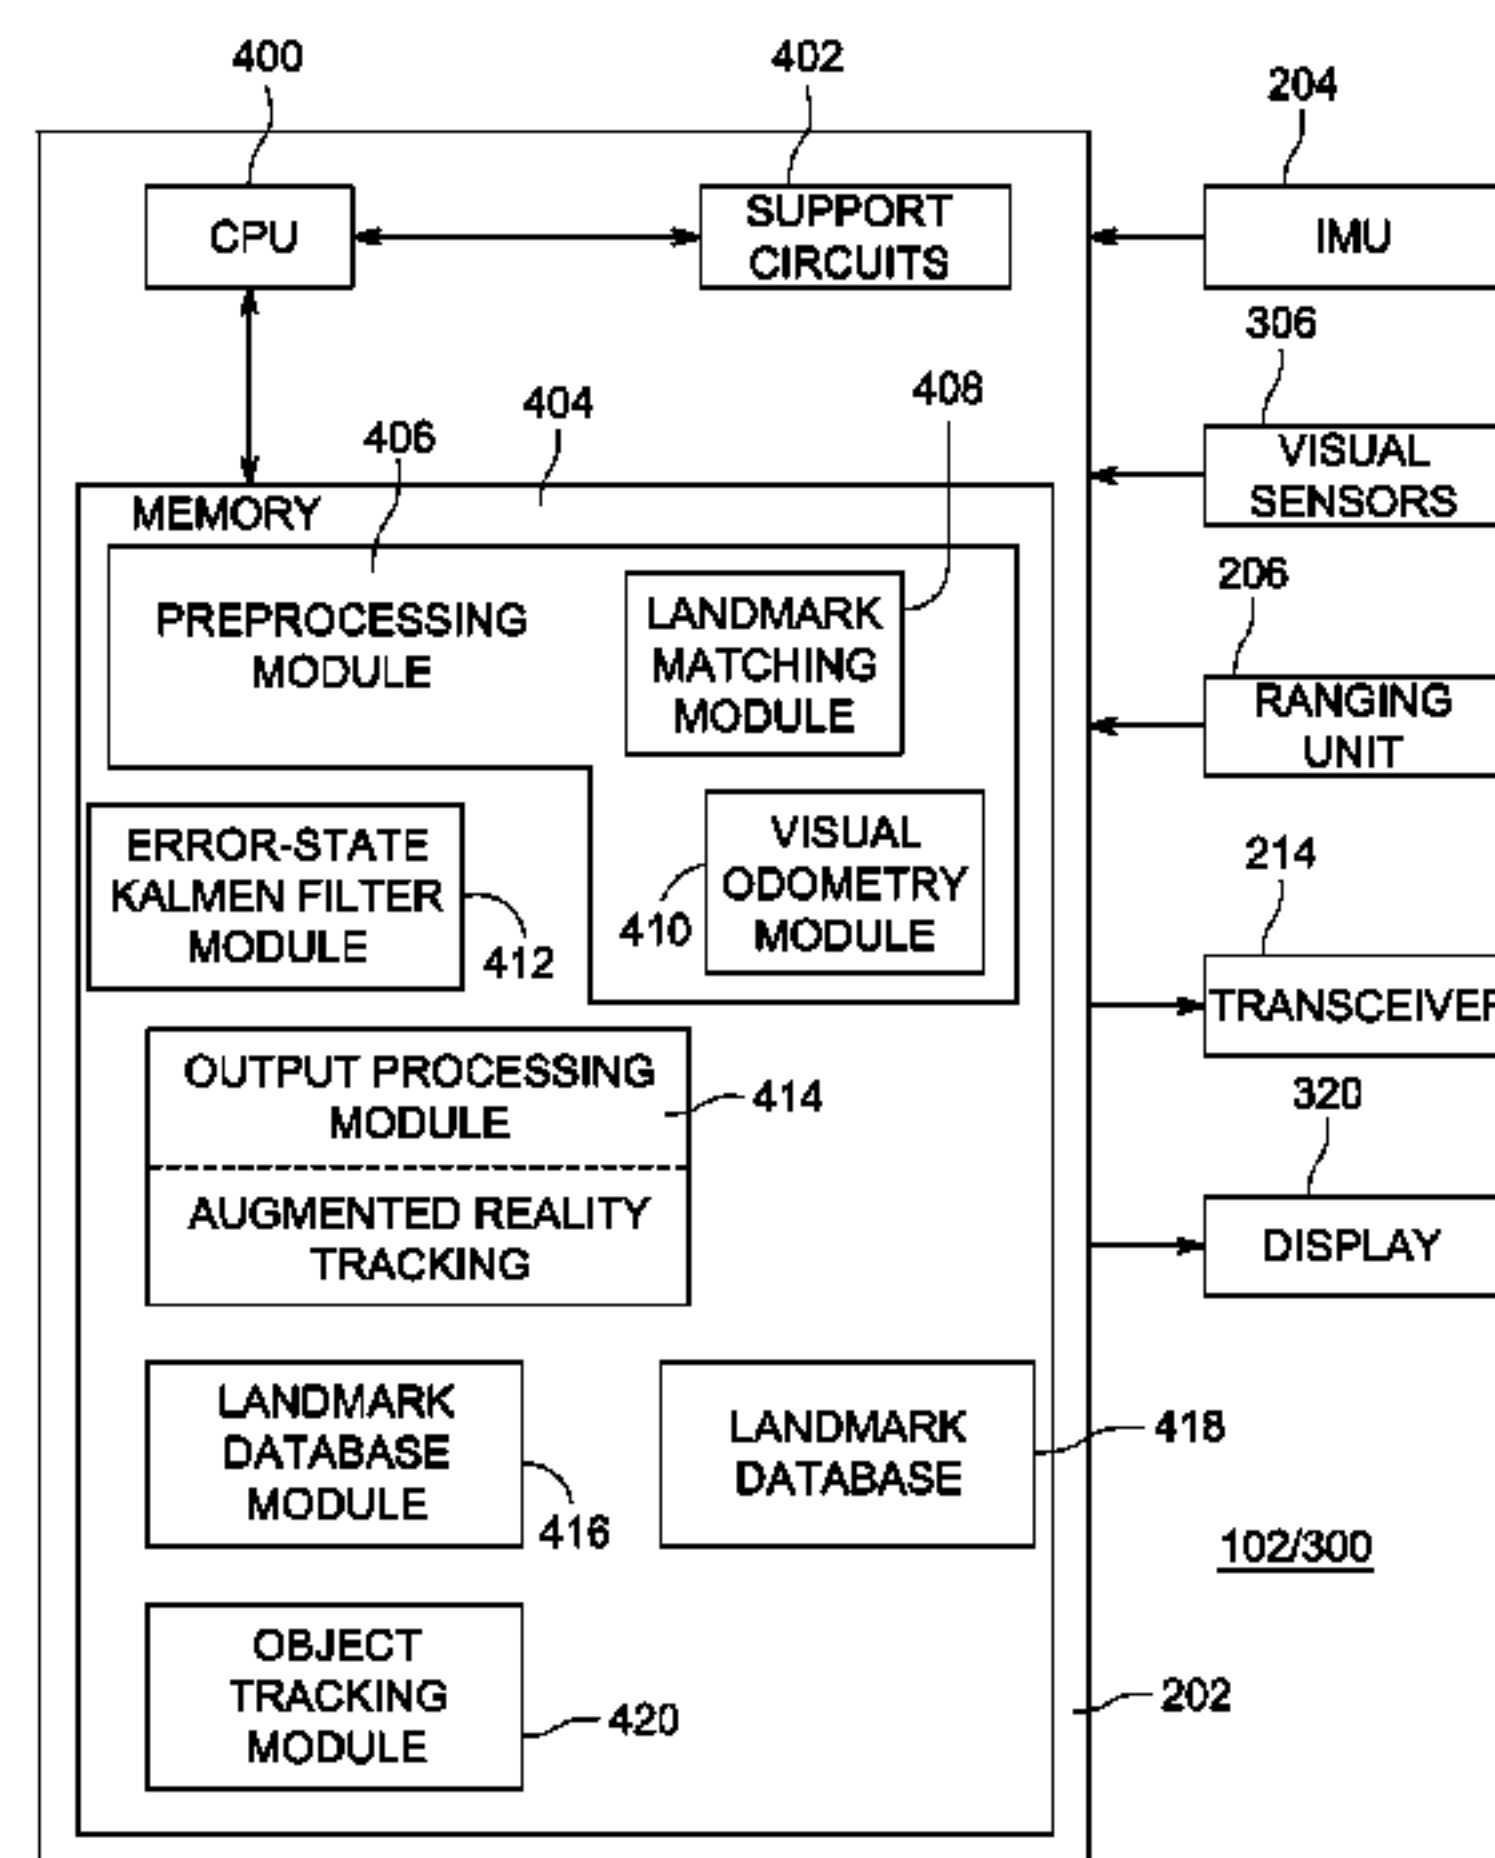 400
402
204
CPU
SUPPORT
CIRCUITS
IMU
306
VISUAL
SENSORS
404
408
406
MEMORY
PREPROCESSING
MODULE
LANDMARK
MATCHING
MODULE
206
RANGING
UNIT
ERROR-STATE
KALMEN FILTER
MODULE
412
410
VISUAL
ODOMETRY
MODULE
214
TRANSCEIVER
OUTPUT PROCESSING
MODULE
414
AUGMENTED REALITY
TRACKING
320
DISPLAY
LANDMARK
DATABASE
MODULE
416
LANDMARK
DATABASE
418
102/300
OBJECT
TRACKING
MODULE
420
202